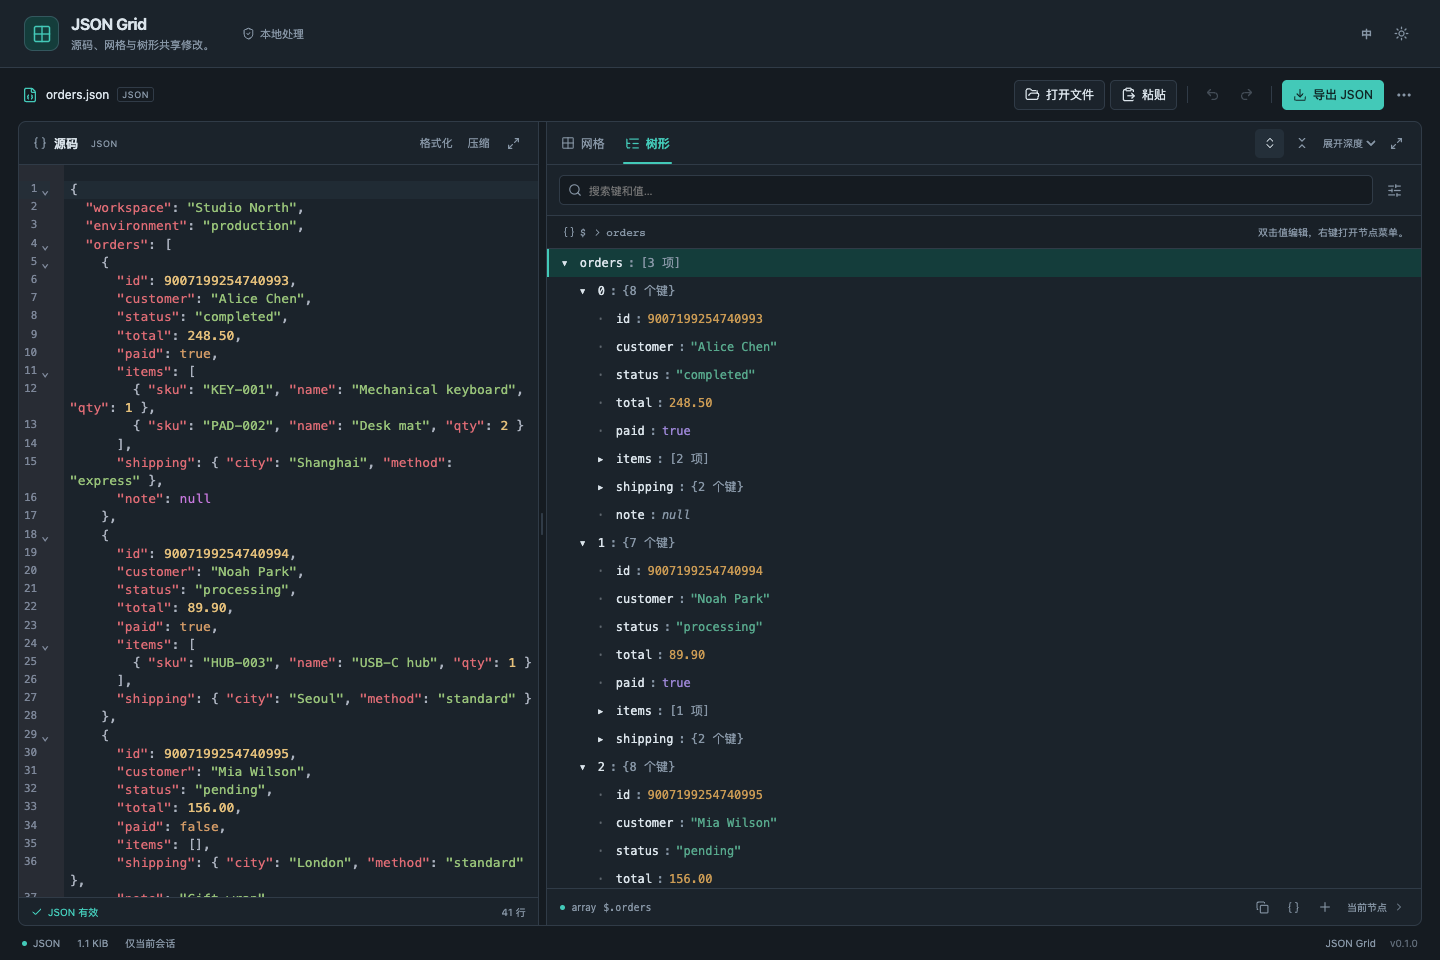 JSON Grid
源码、网格与树形共享修改。
本地处理
中
orders.json
JSON
打开文件
粘贴
导出 JSON
{} 源码
JSON
格式化
压缩
1 {
2 "workspace": "Studio North",
3 "environment": "production",
4 "orders": [
5 {
6 "id": 9007199254740993,
7 "customer": "Alice Chen",
8 "status": "completed",
9 "total": 248.50,
10 "paid": true,
11 "items": [
12 { "sku": "KEY-001", "name": "Mechanical keyboard",
"qty": 1 },
13 { "sku": "PAD-002", "name": "Desk mat", "qty": 2 }
14 ],
15 "shipping": { "city": "Shanghai", "method":
"express" },
16 "note": null
17 },
18 {
19 "id": 9007199254740994,
20 "customer": "Noah Park",
21 "status": "processing",
22 "total": 89.90,
23 "paid": true,
24 "items": [
25 { "sku": "HUB-003", "name": "USB-C hub", "qty": 1 }
26 ],
27 "shipping": { "city": "Seoul", "method": "standard" }
28 },
29 {
30 "id": 9007199254740995,
31 "customer": "Mia Wilson",
32 "status": "pending",
33 "total": 156.00,
34 "paid": false,
35 "items": [],
36 "shipping": { "city": "London", "method": "standard"
},
JSON 有效
41 行
网格
树形
展开深度
搜索键和值...
{} $ > orders
双击值编辑，右键打开节点菜单。
orders : [3 项]
0 : {8 个键}
id : 9007199254740993
customer : "Alice Chen"
status : "completed"
total : 248.50
paid : true
items : [2 项]
shipping : {2 个键}
note : null
1 : {7 个键}
id : 9007199254740994
customer : "Noah Park"
status : "processing"
total : 89.90
paid : true
items : [1 项]
shipping : {2 个键}
2 : {8 个键}
id : 9007199254740995
customer : "Mia Wilson"
status : "pending"
total : 156.00
array $.orders
{}
当前节点
JSON
1.1 KiB
仅当前会话
JSON Grid
v0.1.0